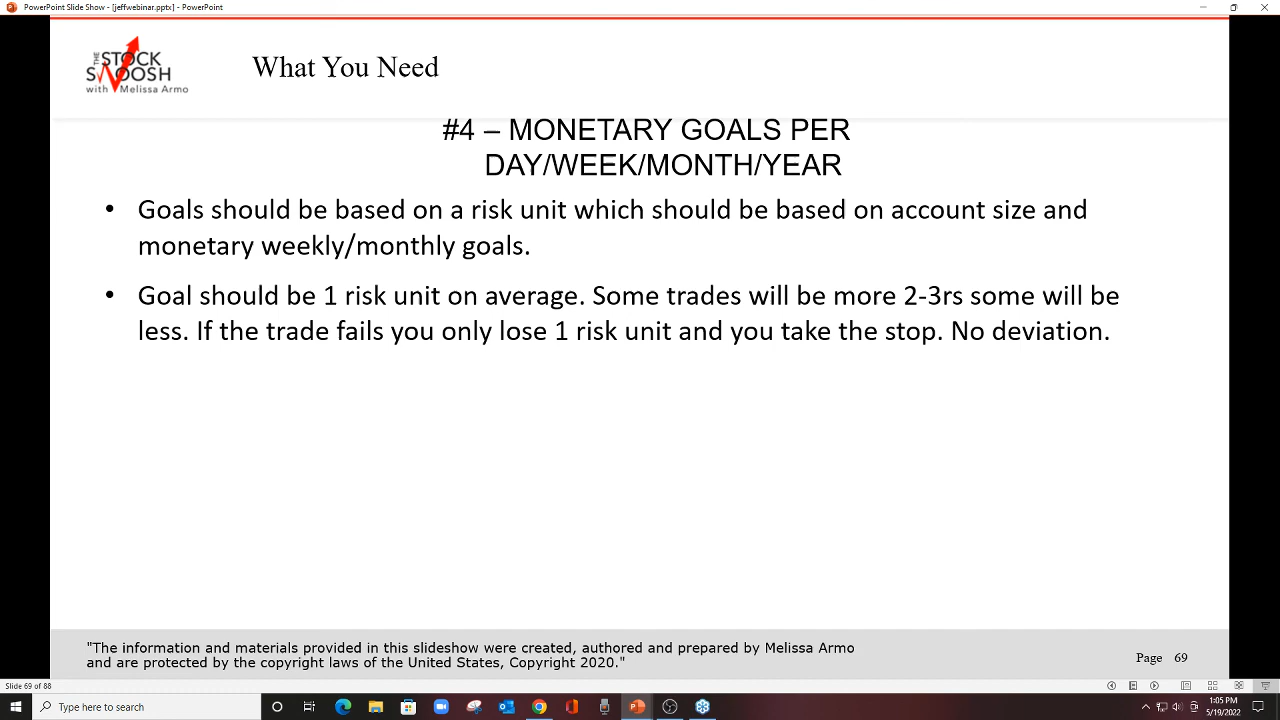 PowerPoint Slide Show - [jeffwebinar.pptx] - PowerPoint
THE
STOCK
SWOOSH
with Melissa Armo
What You Need
#4 – MONETARY GOALS PER
DAY/WEEK/MONTH/YEAR
• Goals should be based on a risk unit which should be based on account size and
monetary weekly/monthly goals.
• Goal should be 1 risk unit on average. Some trades will be more 2-3rs some will be
less. If the trade fails you only lose 1 risk unit and you take the stop. No deviation.
"The information and materials provided in this slideshow were created, authored and prepared by Melissa Armo
and are protected by the copyright laws of the United States, Copyright 2020."
Page 69
Slide 69 of 88
Type here to search
1:05 PM
5/19/2022